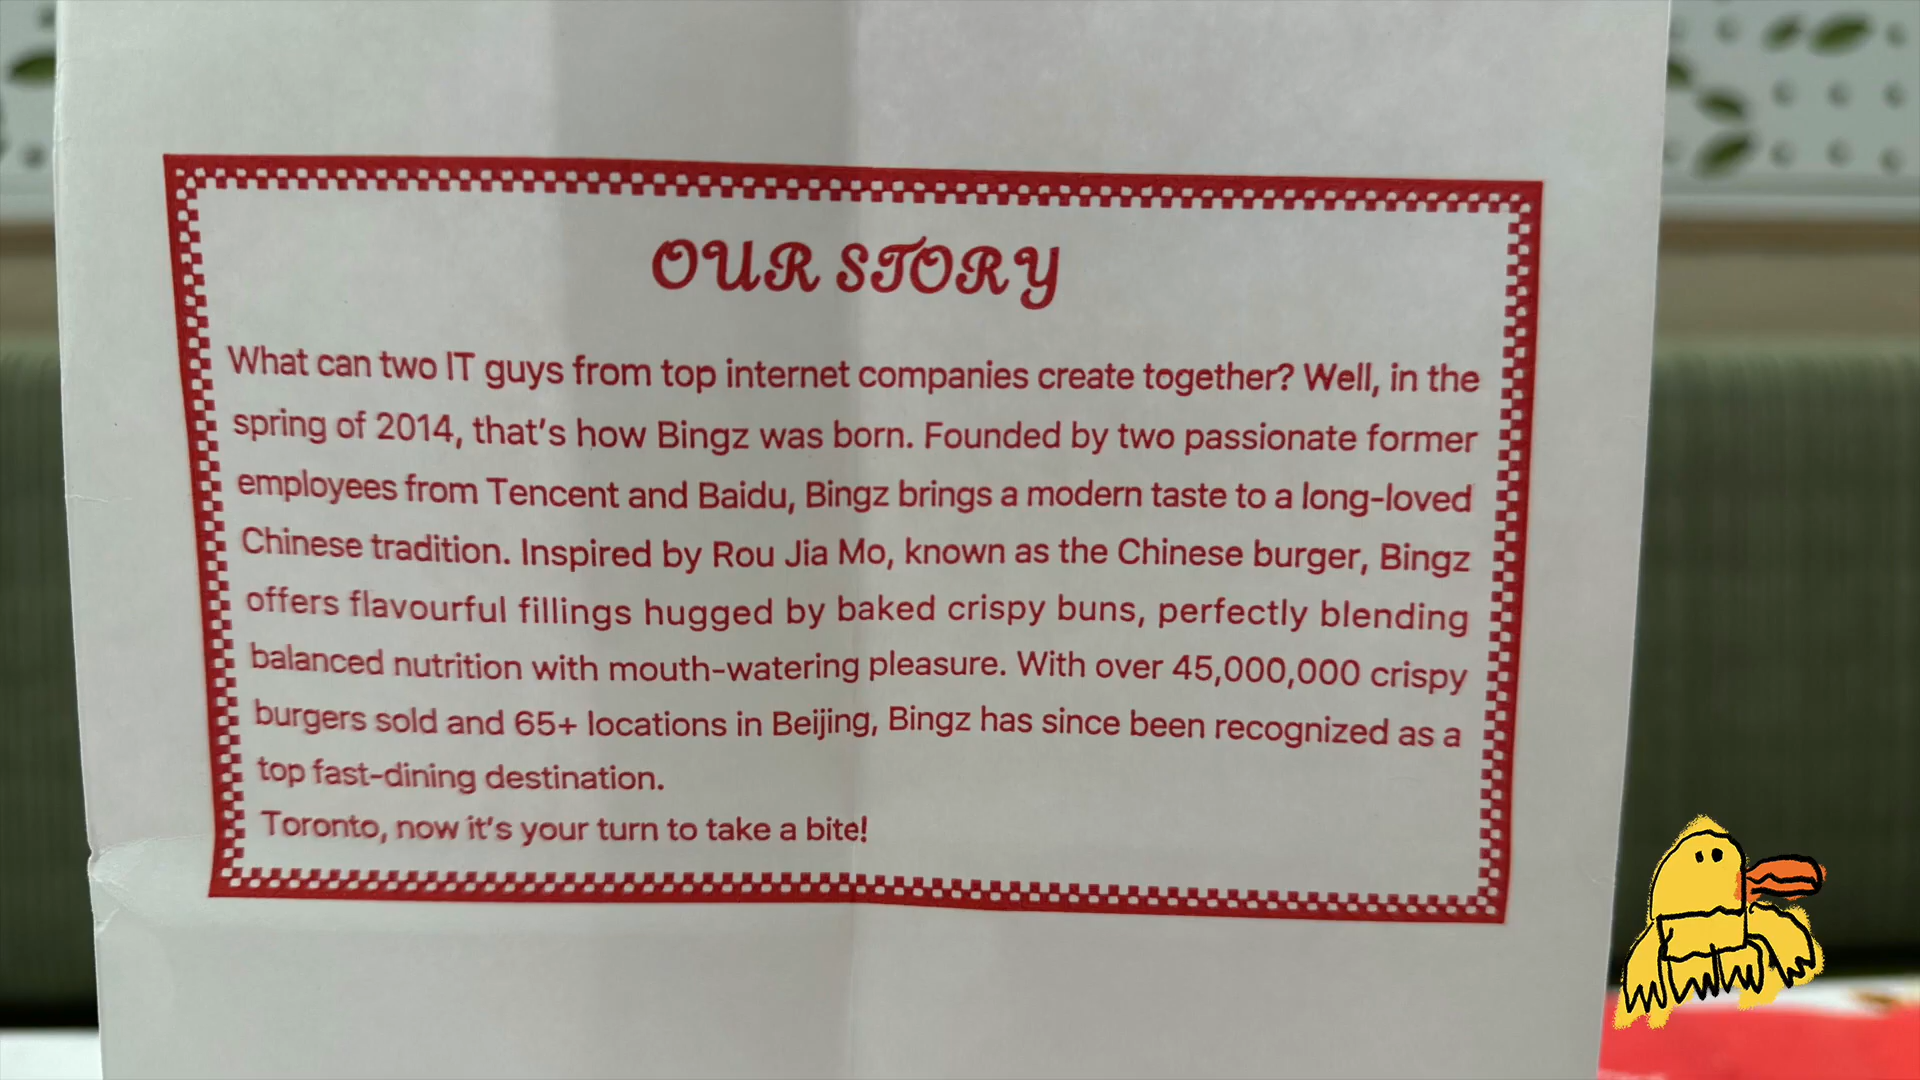 OUR STORY
What can two IT guys from top internet companies create together? Well, in the
spring of 2014, that's how Bingz was born. Founded by two passionate former
employees from Tencent and Baidu, Bingz brings a modern taste to a long-loved
Chinese tradition. Inspired by Rou Jia Mo, known as the Chinese burger, Bingz
offers flavourful fillings hugged by baked crispy buns, perfectly blending
balanced nutrition with mouth-watering pleasure. With over 45,000,000 crispy
burgers sold and 65+ locations in Beijing, Bingz has since been recognized as a
top fast-dining destination.
Toronto, now it's your turn to take a bite!